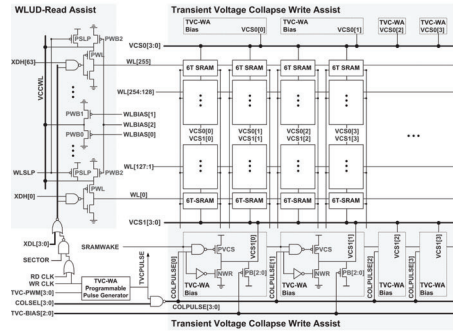 WLUD-Read Assist
Transient Voltage Collapse Write Assist
TVC-WA
Bias
VCS0[0]
TVC-WA
Bias
VCS0[1]
TVC-WA
VCS0[2]
TVC-WA
VCS0[3]
VCS0[3:0]
PSLP
PWB2
XDH[63]
PWL
WL[255]
6T SRAM
6T SRAM
6T SRAM
6T SRAM
VCCWL
WL[254:128]
PWB1
WLBIAS[1]
WLBIAS[2]
PWB0
WLBIAS[0]
VCS0[0]
VCS1[0]
VCS0[1]
VCS1[1]
VCS0[2]
VCS1[2]
VCS0[3]
VCS1[3]
WLSLP
PSLP
PWB2
WL[127:1]
PWL
XDH[0]
WL[0]
6T SRAM
6T SRAM
6T SRAM
6T SRAM
VCS1[3:0]
XDL[3:0]
SECTOR
SRAMWAKE
RD CLK
WR CLK
TVC-PWM[3:0]
COLSEL[3:0]
TVC-BIAS[2:0]
TVC-WA
Programmable
Pulse Generator
TVCPULSE
COLPULSE[0]
PVCS
NWR
VCS1[0]
PB[2:0]
TVC-WA
Bias
COLPULSE[1]
PVCS
NWR
VCS1[1]
PB[2:0]
TVC-WA
Bias
COLPULSE[2]
VCS1[2]
TVC-WA
Bias
COLPULSE[3]
VCS1[3]
TVC-WA
Bias
COLPULSE[3:0]
Transient Voltage Collapse Write Assist